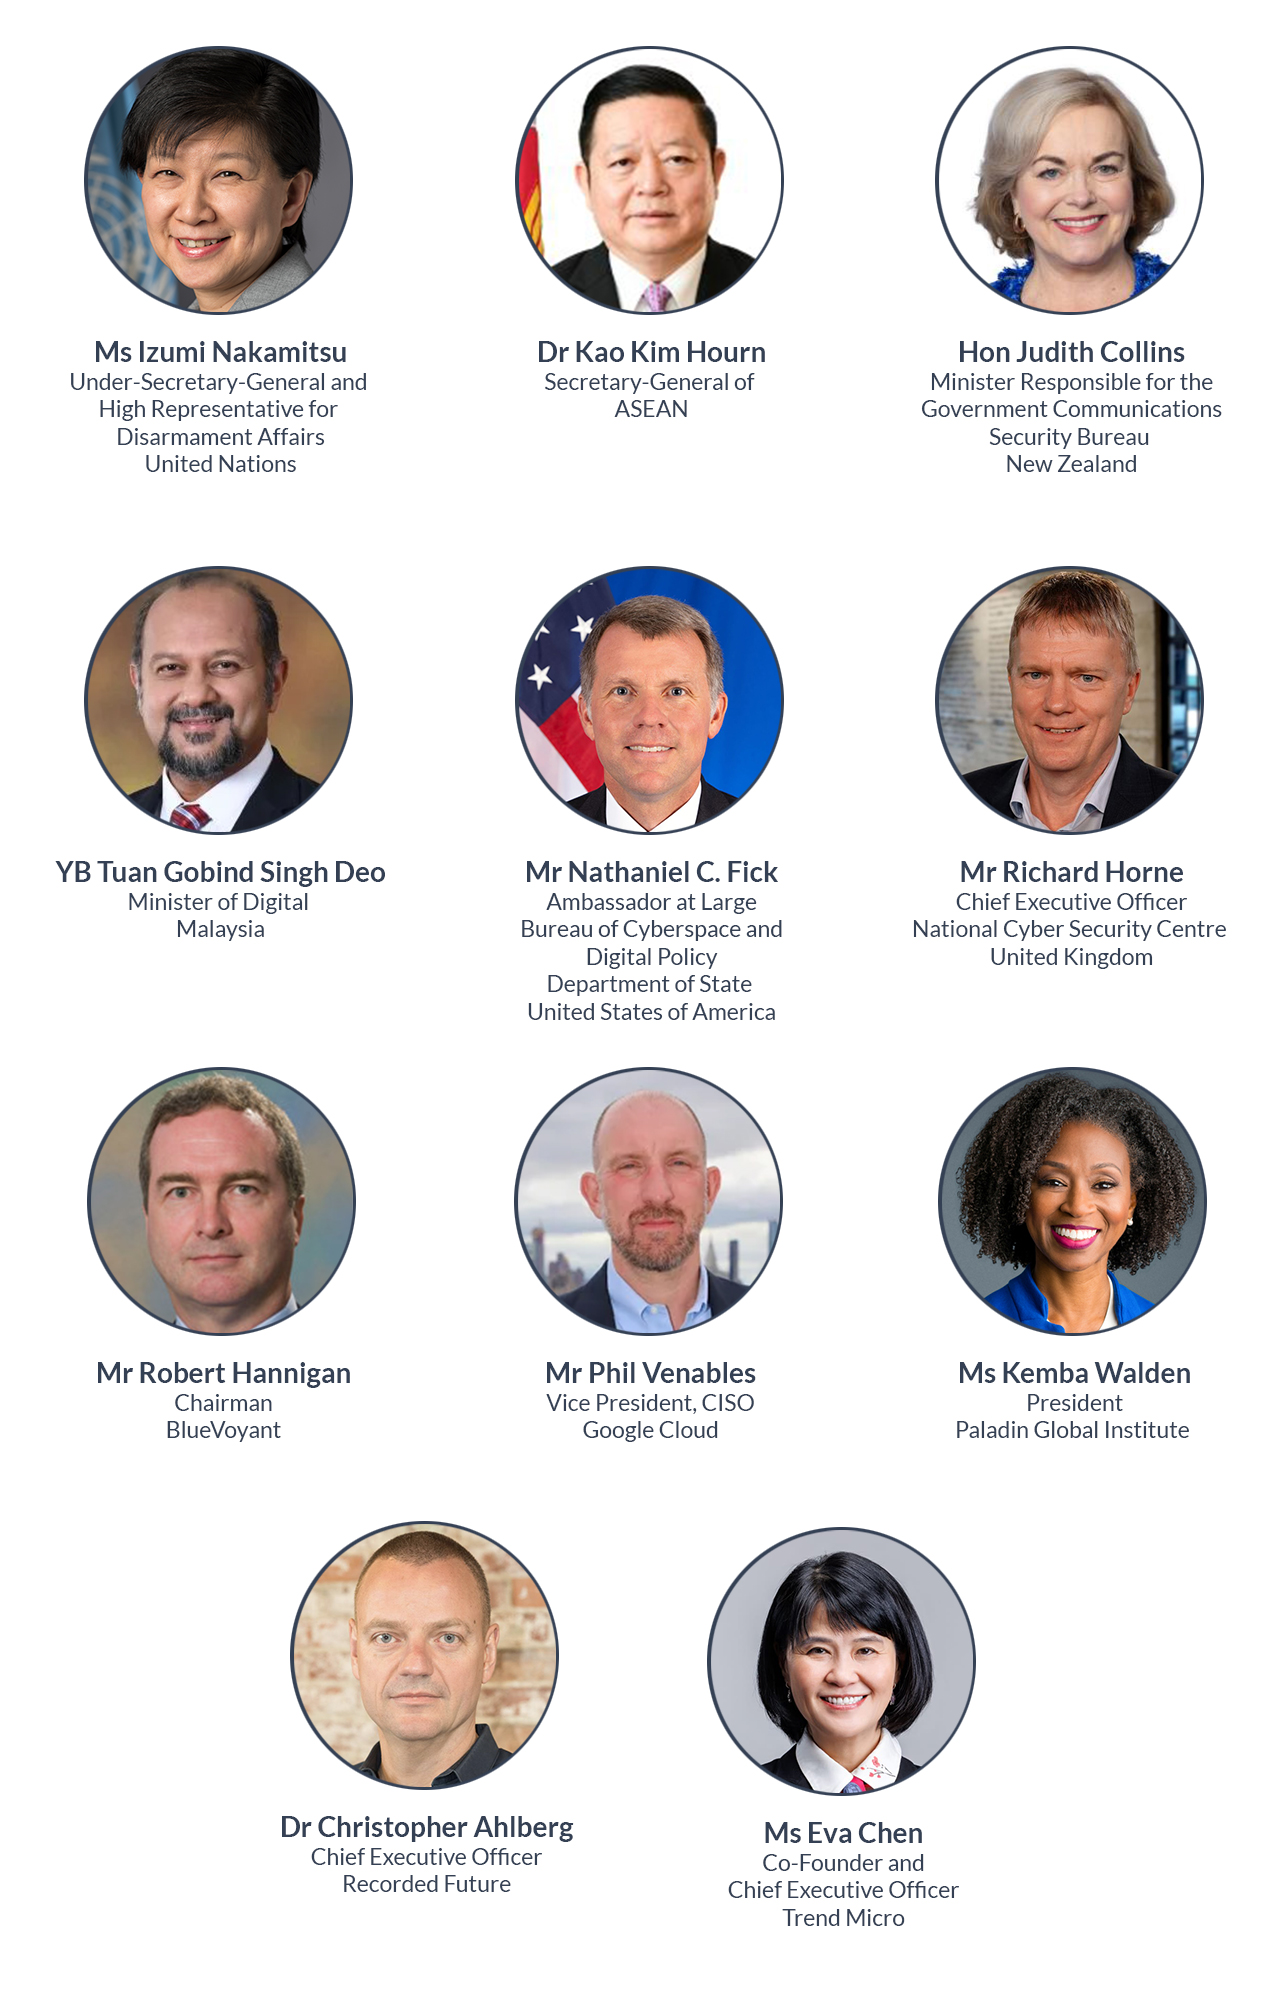 Ms Izumi Nakamitsu
Under-Secretary-General and
High Representative for
Disarmament Affairs
United Nations
Dr Kao Kim Hourn
Secretary-General of
ASEAN
Hon Judith Collins
Minister Responsible for the
Government Communications
Security Bureau
New Zealand
YB Tuan Gobind Singh Deo
Minister of Digital
Malaysia
Mr Nathaniel C. Fick
Ambassador at Large
Bureau of Cyberspace and
Digital Policy
Department of State
United States of America
Mr Richard Horne
Chief Executive Officer
National Cyber Security Centre
United Kingdom
Mr Robert Hannigan
Chairman
BlueVoyant
Mr Phil Venables
Vice President, CISO
Google Cloud
Ms Kemba Walden
President
Paladin Global Institute
Dr Christopher Ahlberg
Chief Executive Officer
Recorded Future
Ms Eva Chen
Co-Founder and
Chief Executive Officer
Trend Micro